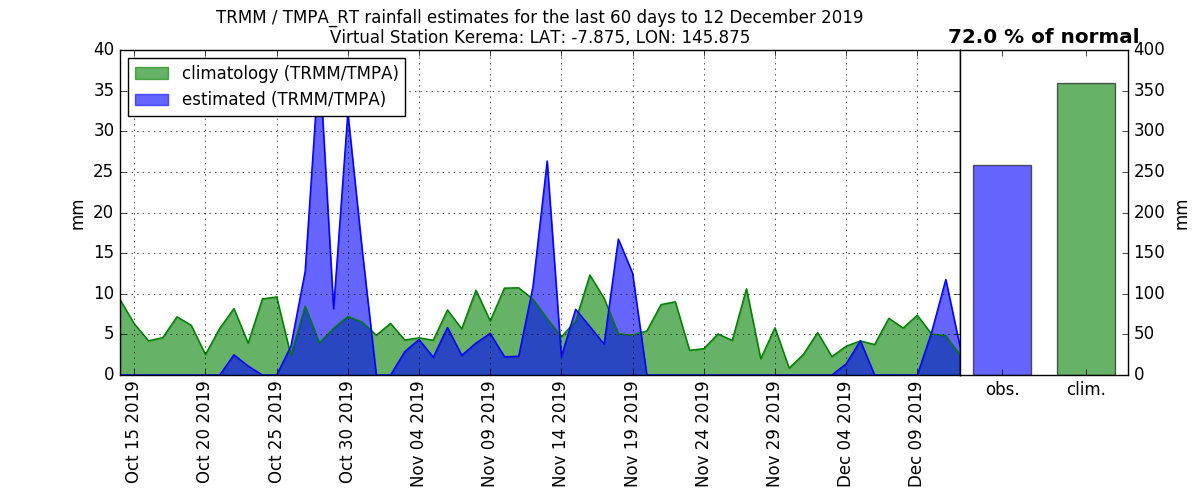 TRMM / TMPA_RT rainfall estimates for the last 60 days to 12 December 2019
Virtual Station Kerema: LAT: -7.875, LON: 145.875
72.0 % of normal
climatology (TRMM/TMPA)
estimated (TRMM/TMPA)
40
35
30
25
20
15
10
5
0
mm
400
350
300
250
200
150
100
50
0
mm
Oct 15 2019
Oct 20 2019
Oct 25 2019
Oct 30 2019
Nov 04 2019
Nov 09 2019
Nov 14 2019
Nov 19 2019
Nov 24 2019
Nov 29 2019
Dec 04 2019
Dec 09 2019
obs.
clim.